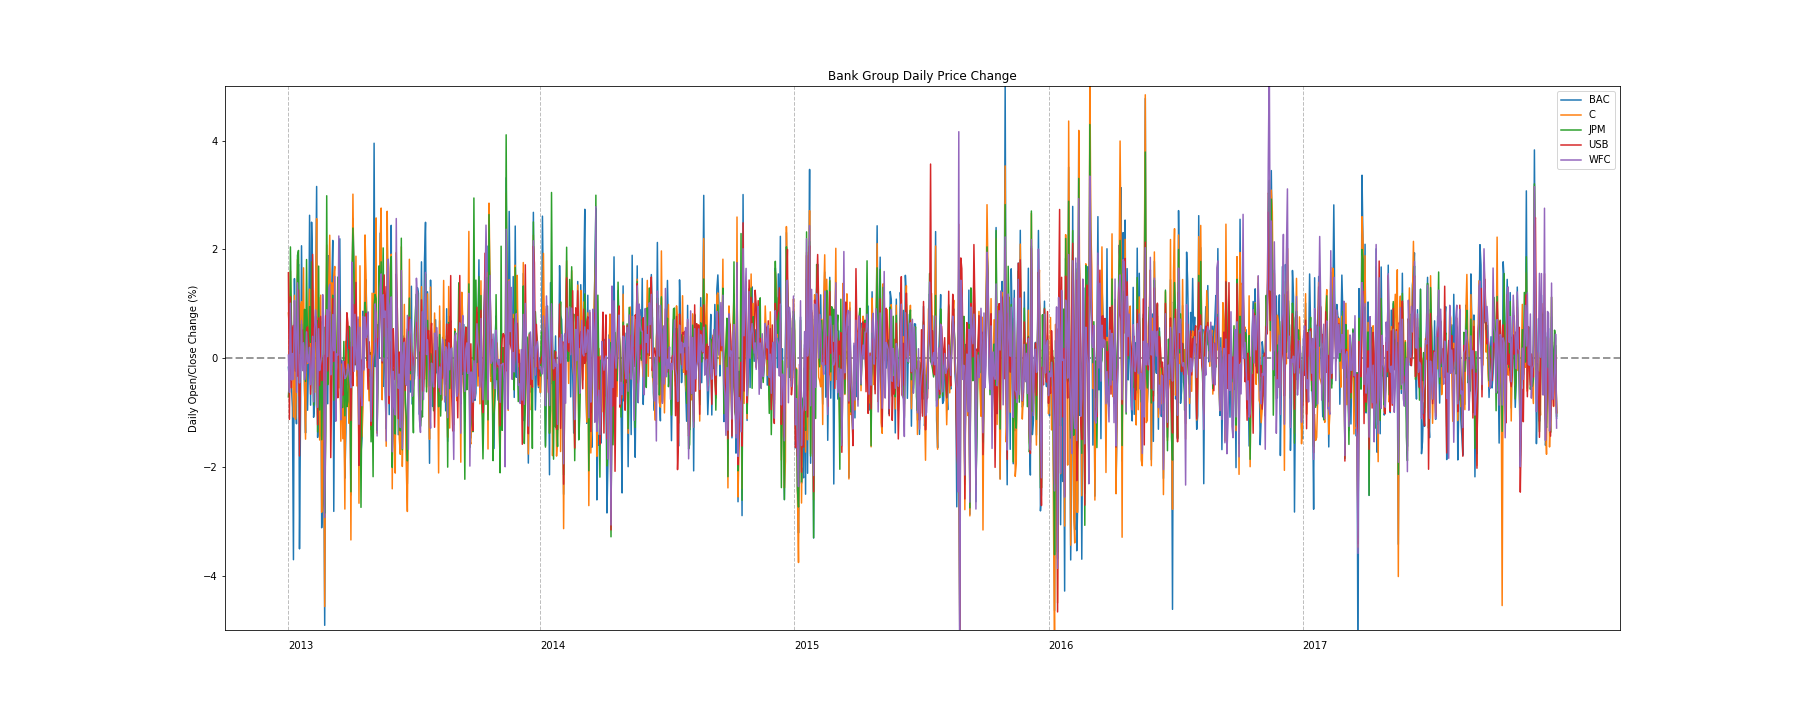 Bank Group Daily Price Change
BAC
C
JPM
USB
WFC
Daily Open/Close Change (%)
4
2
0
−2
−4
2013
2014
2015
2016
2017